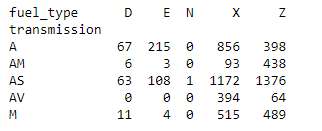 fuel_type D E N X Z
transmission
A 67 215 0 856 398
AM 6 3 0 93 438
AS 63 108 1 1172 1376
AV 0 0 0 394 64
M 11 4 0 515 489